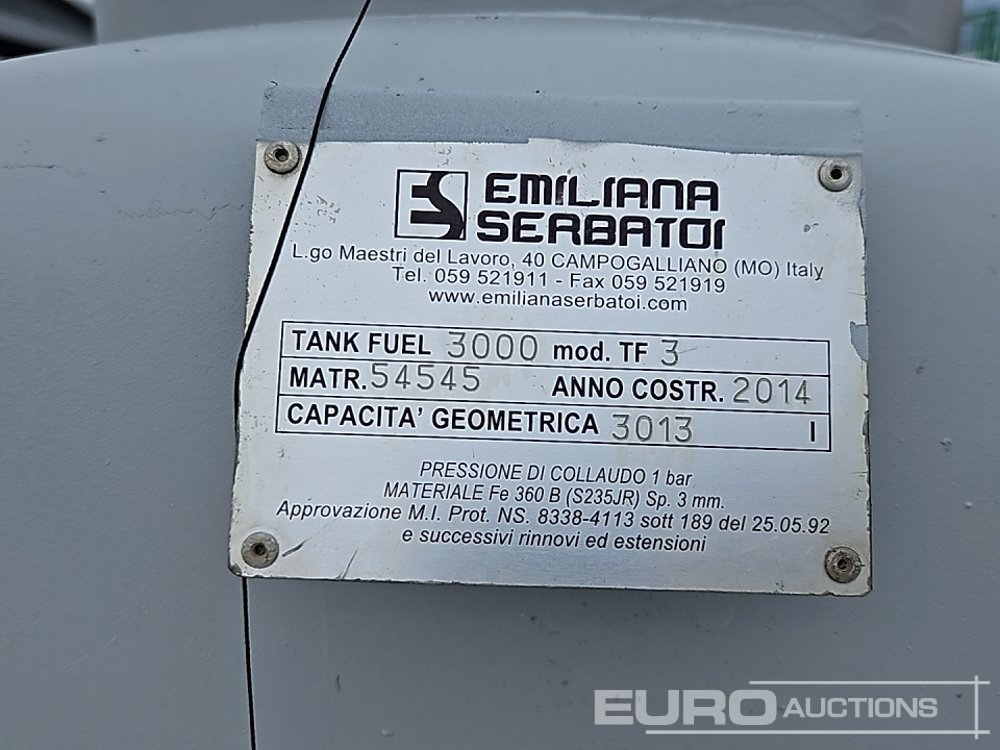 EMILIANA
SERBATOI
L.go Maestri del Lavoro, 40 CAMPOGALLIANO (MO) Italy
Tel. 059 521911 - Fax 059 521919
www.emilianaserbatoi.com
TANK FUEL 3000 mod. TF 3
MATR. 54545 ANNO COSTR. 2014
CAPACITA' GEOMETRICA 3013 l
PRESSIONE DI COLLAUDO 1 bar
MATERIALE Fe 360 B (S235JR) Sp. 3 mm.
Approvazione M.I. Prot. NS. 8338-4113 sott 189 del 25.05.92
e successivi rinnovi ed estensioni
EURO AUCTIONS